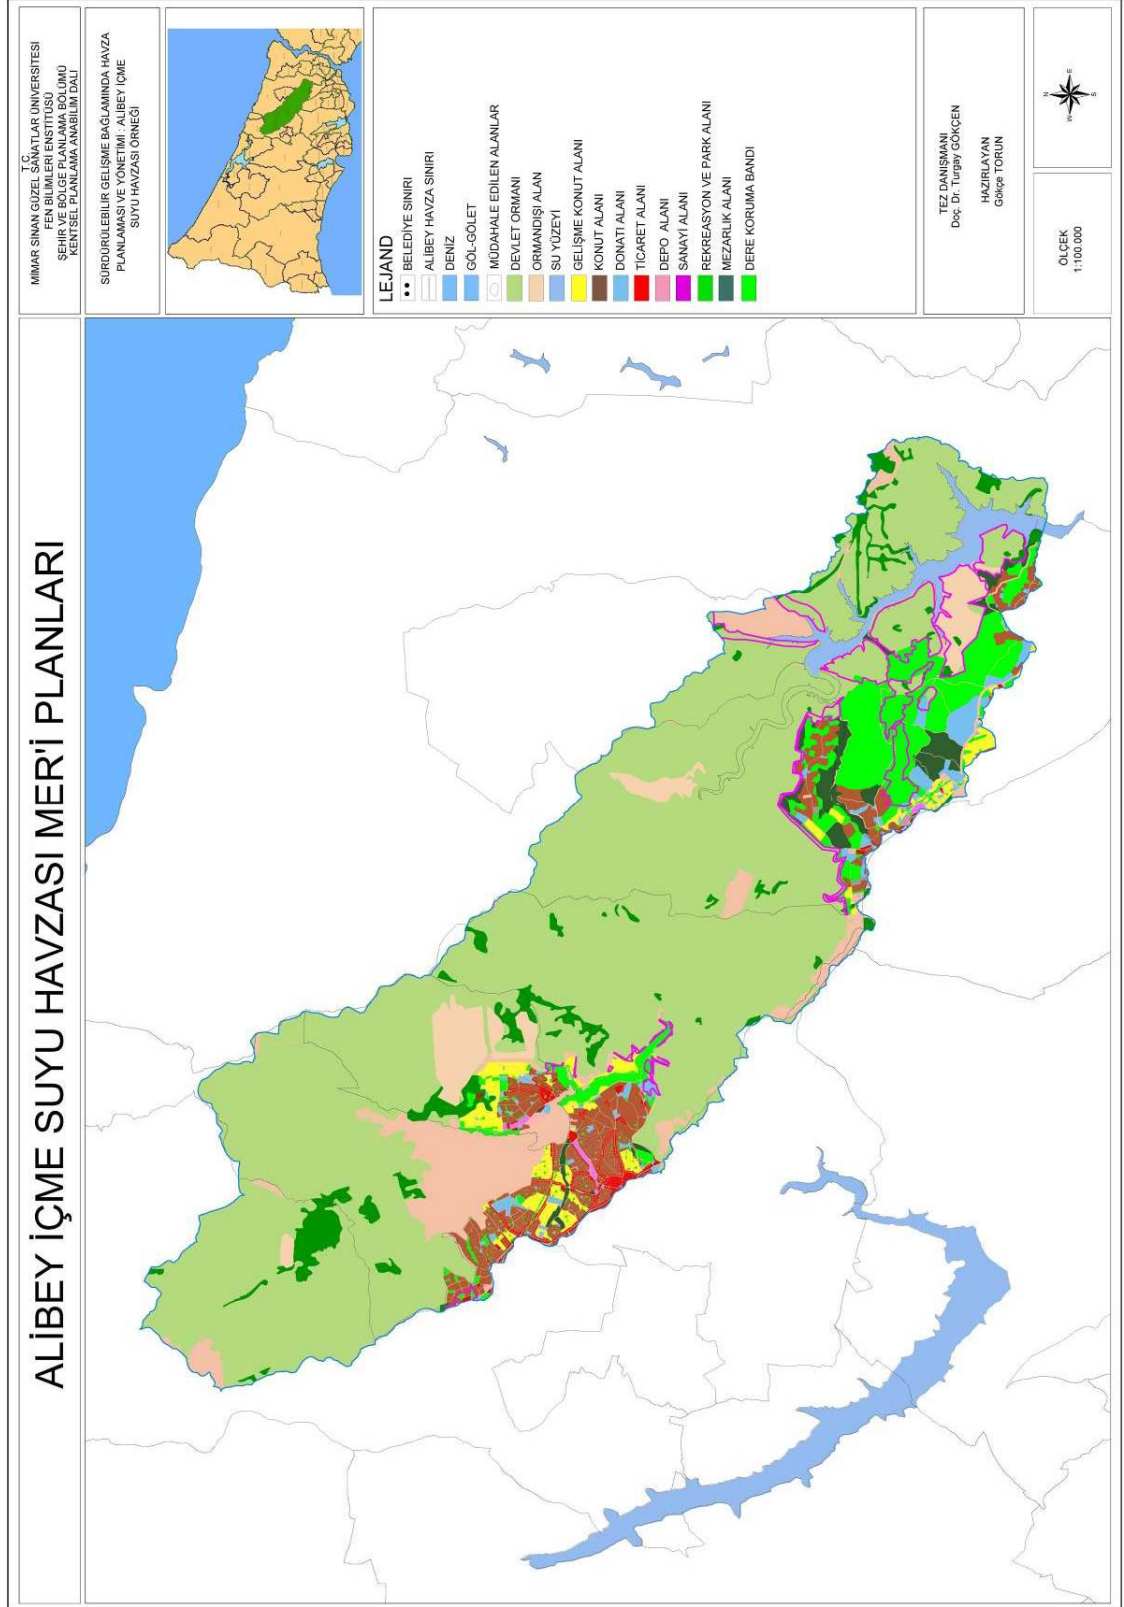 ALİBEY İÇME SUYU HAVZASI MER'İ PLANLARI
T.C.
MİMAR SİNAN GÜZEL SANATLAR ÜNİVERSİTESİ
FEN BİLİMLERİ ENSTİTÜSÜ
ŞEHİR VE BÖLGE PLANLAMA BÖLÜMÜ
KENTSEL PLANLAMA ANABİLİM DALI
SÜRDÜRÜLEBİLİR GELİŞME BAĞLAMINDA HAVZA
PLANLAMASI VE YÖNETİMİ : ALİBEY İÇME
SUYU HAVZASI ÖRNEĞİ
LEJAND
BELEDİYE SINIRI
ALİBEY HAVZA SINIRI
DENİZ
GÖL-GÖLET
MÜDAHALE EDİLEN ALANLAR
DEVLET ORMANI
ORMANDIŞI ALAN
SU YÜZEYİ
GELİŞME KONUT ALANI
KONUT ALANI
DONATI ALANI
TİCARET ALANI
DEPO ALANI
SANAYİ ALANI
REKREASYON VE PARK ALANI
MEZARLIK ALANI
DERE KORUMA BANDI
TEZ DANIŞMANI
Doç. Dr. Turgay GÖKÇEN
HAZIRLAYAN
Gökçe TORUN
ÖLÇEK
1:100.000
N
W
E
S